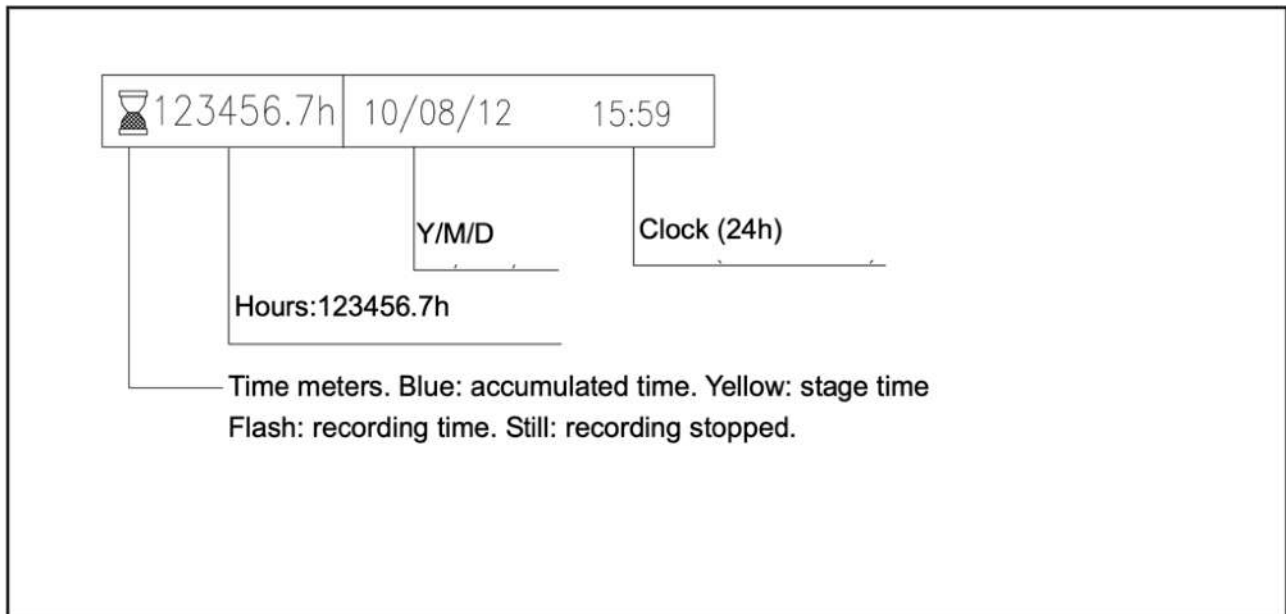 123456.7h 10/08/12 15:59
Y/M/D
Clock (24h)
Hours:123456.7h
Time meters. Blue: accumulated time. Yellow: stage time
Flash: recording time. Still: recording stopped.